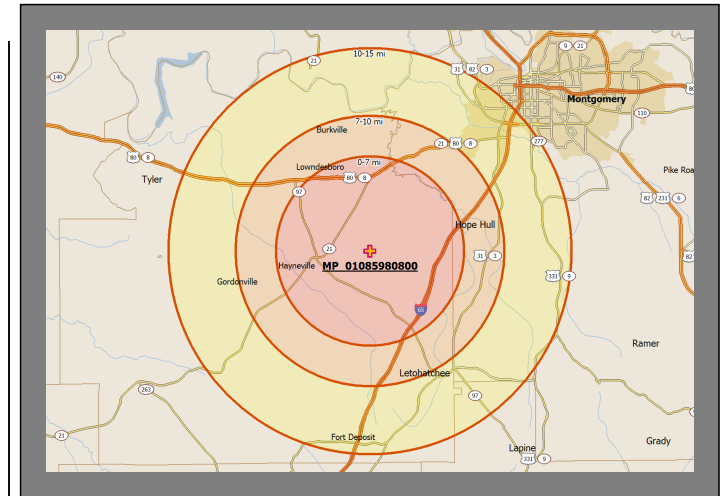 10-15 mi
21
9 21
31 82 3
140
80
Montgomery
110
7-10 mi
Burkville
21 80 8
277
0-7 mi
80 8
Lowndesboro
Pike Roa
Tyler
80 8
97
82 231 6
Hope Hull
21
31 3
82
Hayneville MP 01085980800
331 9
Gordonville
65
Ramer
Letohatchee
263
97
21
Fort Deposit
Grady
Lapine
331 9